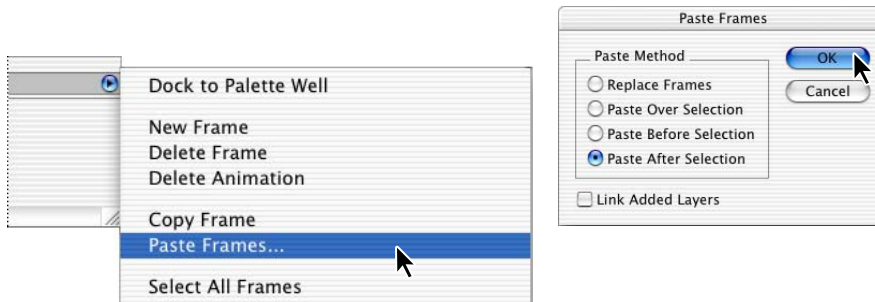 Dock to Palette Well
New Frame
Delete Frame
Delete Animation
Copy Frame
Paste Frames...
Select All Frames
Paste Frames
Paste Method
Replace Frames
Paste Over Selection
Paste Before Selection
Paste After Selection
Link Added Layers
OK
Cancel